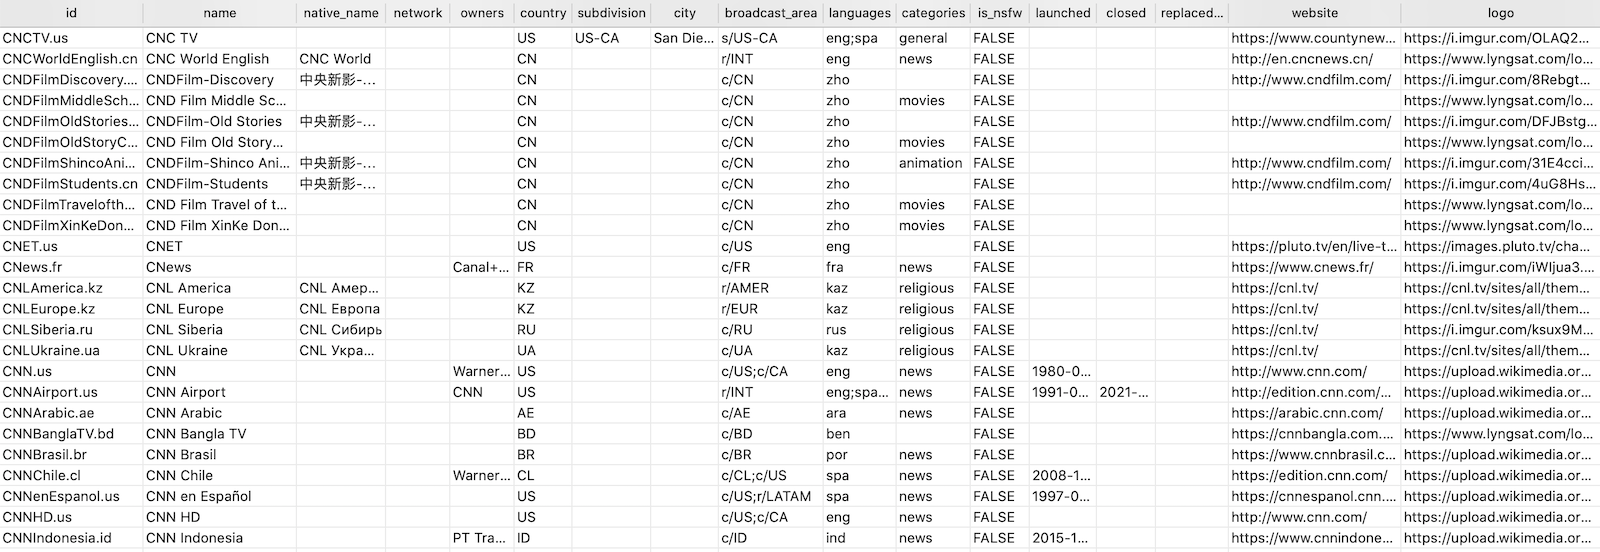 id name native_name network owners country subdivision city broadcast_area languages categories is_nsfw launched closed replaced... website logo
CNCTV.us CNC TV US US-CA San Die... s/US-CA eng;spa general FALSE https://www.countynew... https://i.imgur.com/OLAQ2...
CNCWorldEnglish.cn CNC World English CNC World CN r/INT eng news FALSE http://en.cncnews.cn/ https://www.lyngsat.com/lo...
CNDFilmDiscovery.... CNDFilm-Discovery 中央新影-... CN c/CN zho FALSE http://www.cndfilm.com/ https://i.imgur.com/8Rebgt...
CNDFilmMiddleSch... CND Film Middle Sc... CN c/CN zho movies FALSE https://www.lyngsat.com/lo...
CNDFilmOldStories... CNDFilm-Old Stories 中央新影-... CN c/CN zho FALSE http://www.cndfilm.com/ https://i.imgur.com/DFJBstg...
CNDFilmOldStoryC... CND Film Old Story... CN c/CN zho movies FALSE https://www.lyngsat.com/lo...
CNDFilmShincoAni... CNDFilm-Shinco Ani... 中央新影-... CN c/CN zho animation FALSE http://www.cndfilm.com/ https://i.imgur.com/31E4cci...
CNDFilmStudents.cn CNDFilm-Students 中央新影-... CN c/CN zho FALSE http://www.cndfilm.com/ https://i.imgur.com/4uG8Hs...
CNDFilmTravelofth... CND Film Travel of t... CN c/CN zho movies FALSE https://www.lyngsat.com/lo...
CNDFilmXinKeDon... CND Film XinKe Don... CN c/CN zho movies FALSE https://www.lyngsat.com/lo...
CNET.us CNET US c/US eng FALSE https://pluto.tv/en/live-t... https://images.pluto.tv/cha...
CNews.fr CNews Canal+... FR c/FR fra news FALSE https://www.cnews.fr/ https://i.imgur.com/iWljua3....
CNLAmerica.kz CNL America CNL Амер... KZ r/AMER kaz religious FALSE https://cnl.tv/ https://cnl.tv/sites/all/them...
CNLEurope.kz CNL Europe CNL Европа KZ r/EUR kaz religious FALSE https://cnl.tv/ https://cnl.tv/sites/all/them...
CNLSiberia.ru CNL Siberia CNL Сибирь RU c/RU rus religious FALSE https://cnl.tv/ https://i.imgur.com/ksux9M...
CNLUkraine.ua CNL Ukraine CNL Укра... UA c/UA kaz religious FALSE https://cnl.tv/ https://cnl.tv/sites/all/them...
CNN.us CNN Warner... US c/US;c/CA eng news FALSE 1980-0... http://www.cnn.com/ https://upload.wikimedia.or...
CNNAirport.us CNN Airport CNN US r/INT eng;spa... news FALSE 1991-0... 2021-... http://edition.cnn.com/... https://upload.wikimedia.or...
CNNArabic.ae CNN Arabic AE c/AE ara news FALSE https://arabic.cnn.com/ https://upload.wikimedia.or...
CNNBanglaTV.bd CNN Bangla TV BD c/BD ben FALSE https://cnnbangla.com.... https://www.lyngsat.com/lo...
CNNBrasil.br CNN Brasil BR c/BR por news FALSE https://www.cnnbrasil.c... https://upload.wikimedia.or...
CNNChile.cl CNN Chile Warner... CL c/CL;c/US spa news FALSE 2008-1... https://edition.cnn.com/ https://upload.wikimedia.or...
CNNenEspanol.us CNN en Español US c/US;r/LATAM spa news FALSE 1997-0... https://cnnespanol.cnn.... https://upload.wikimedia.or...
CNNHD.us CNN HD US c/US;c/CA eng news FALSE http://www.cnn.com/ https://upload.wikimedia.or...
CNNIndonesia.id CNN Indonesia PT Tra... ID c/ID ind news FALSE 2015-1... https://www.cnnindone... https://upload.wikimedia.or...